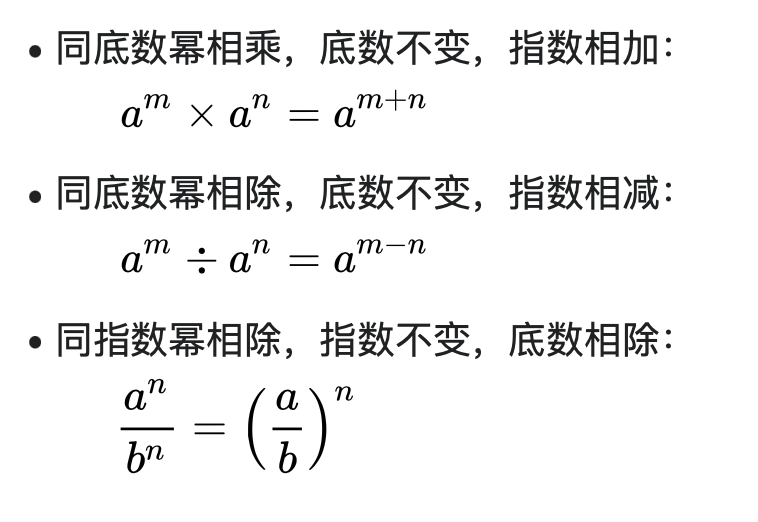 • 同底数幂相乘，底数不变，指数相加：
a^m × a^n = a^{m+n}
• 同底数幂相除，底数不变，指数相减：
a^m ÷ a^n = a^{m−n}
• 同指数幂相除，指数不变，底数相除：
\frac{a^n}{b^n} = \left(\frac{a}{b}\right)^n